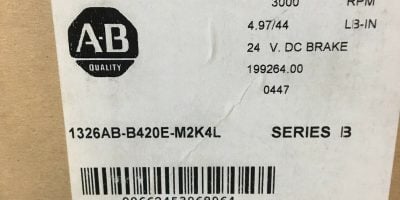 3000 RPM
4.97/44 LB-IN
24 V. DC BRAKE
199264.00
0447
A-B
QUALITY
1326AB-B420E-M2K4L SERIES B